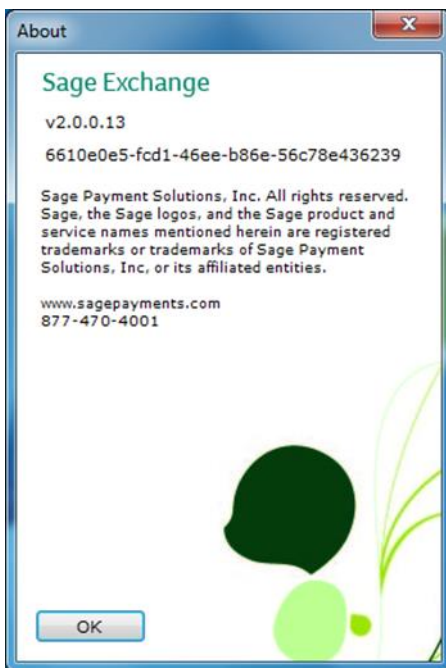 About
Sage Exchange
v2.0.0.13
6610e0e5-fcd1-46ee-b86e-56c78e436239
Sage Payment Solutions, Inc. All rights reserved.
Sage, the Sage logos, and the Sage product and
service names mentioned herein are registered
trademarks or trademarks of Sage Payment
Solutions, Inc, or its affiliated entities.
www.sagepayments.com
877-470-4001
OK